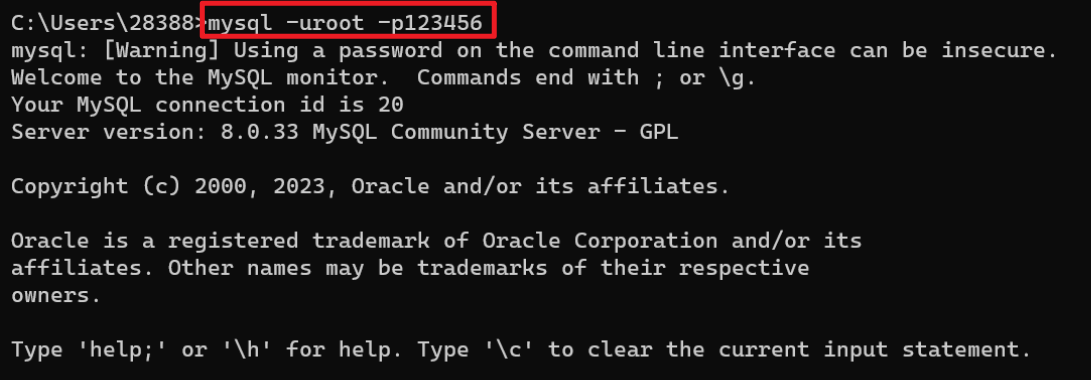 C:\Users\28388>mysql -uroot -p123456
mysql: [Warning] Using a password on the command line interface can be insecure.
Welcome to the MySQL monitor.  Commands end with ; or \g.
Your MySQL connection id is 20
Server version: 8.0.33 MySQL Community Server - GPL

Copyright (c) 2000, 2023, Oracle and/or its affiliates.

Oracle is a registered trademark of Oracle Corporation and/or its
affiliates. Other names may be trademarks of their respective
owners.

Type 'help;' or '\h' for help. Type '\c' to clear the current input statement.